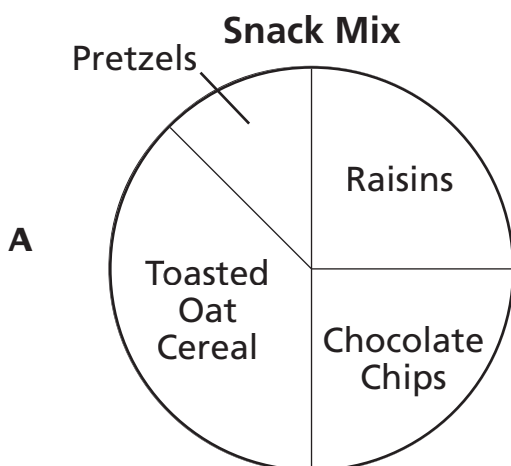 Snack Mix
Pretzels
Raisins
A
Toasted
Oat
Cereal
Chocolate
Chips